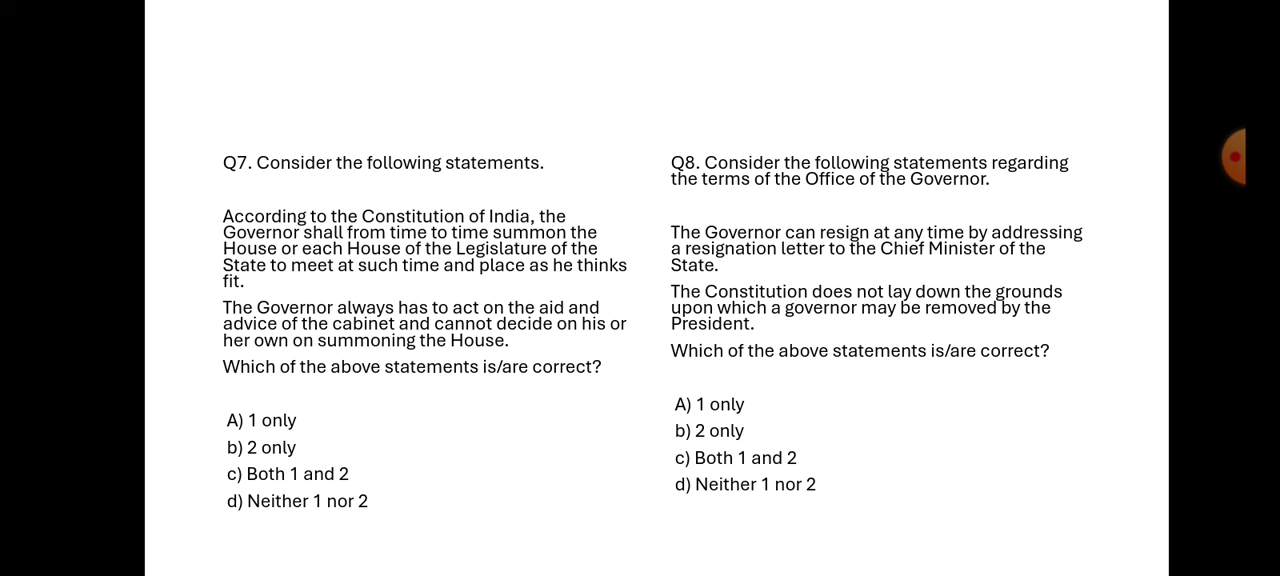 Q7. Consider the following statements.
According to the Constitution of India, the
Governor shall from time to time summon the
House or each House of the Legislature of the
State to meet at such time and place as he thinks
fit.
The Governor always has to act on the aid and
advice of the cabinet and cannot decide on his or
her own on summoning the House.
Which of the above statements is/are correct?
A) 1 only
b) 2 only
c) Both 1 and 2
d) Neither 1 nor 2
Q8. Consider the following statements regarding
the terms of the Office of the Governor.
The Governor can resign at any time by addressing
a resignation letter to the Chief Minister of the
State.
The Constitution does not lay down the grounds
upon which a governor may be removed by the
President.
Which of the above statements is/are correct?
A) 1 only
b) 2 only
c) Both 1 and 2
d) Neither 1 nor 2